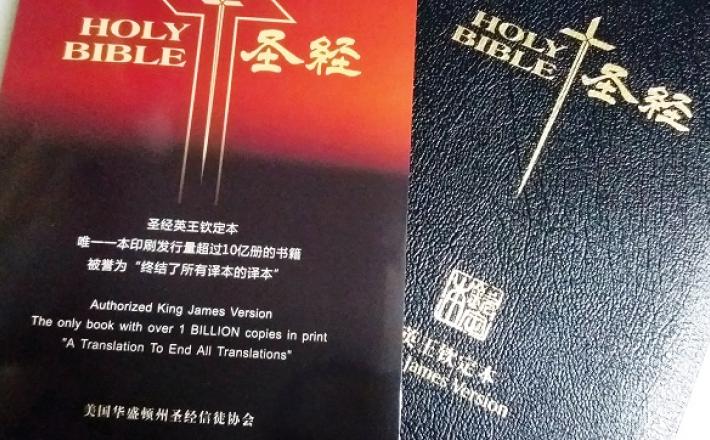 HOLY
BIBLE 圣经
圣经英王钦定本
唯一一本印刷发行量超过10亿册的书籍
被誉为“终结了所有译本的译本”
Authorized King James Version
The only book with over 1 BILLION copies in print
"A Translation To End All Translations"
美国华盛顿州圣经信徒协会
HOLY
BIBLE 圣经
英王钦定本
James Version